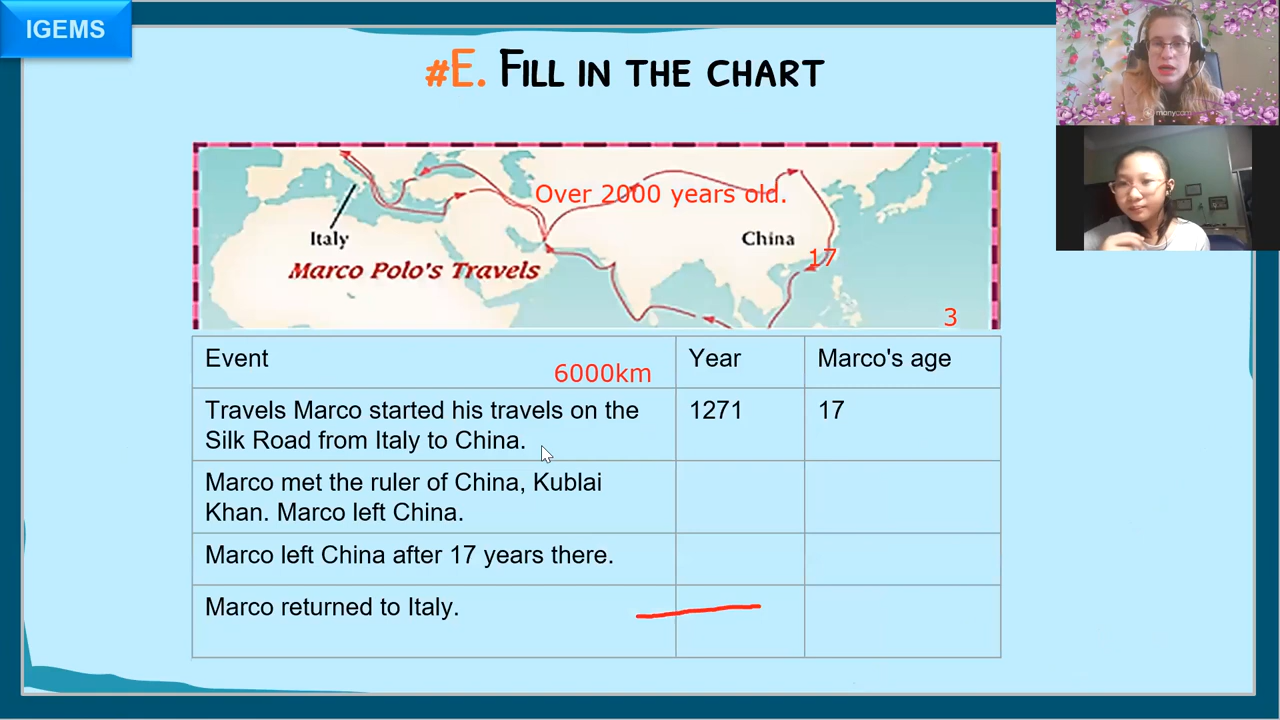 IGEMS
#E. FILL IN THE CHART
Over 2000 years old.
Italy
China
17
Marco Polo's Travels
3
Event
Year
Marco's age
6000km
Travels Marco started his travels on the
Silk Road from Italy to China.
1271
17
Marco met the ruler of China, Kublai
Khan. Marco left China.
Marco left China after 17 years there.
Marco returned to Italy.
manycam